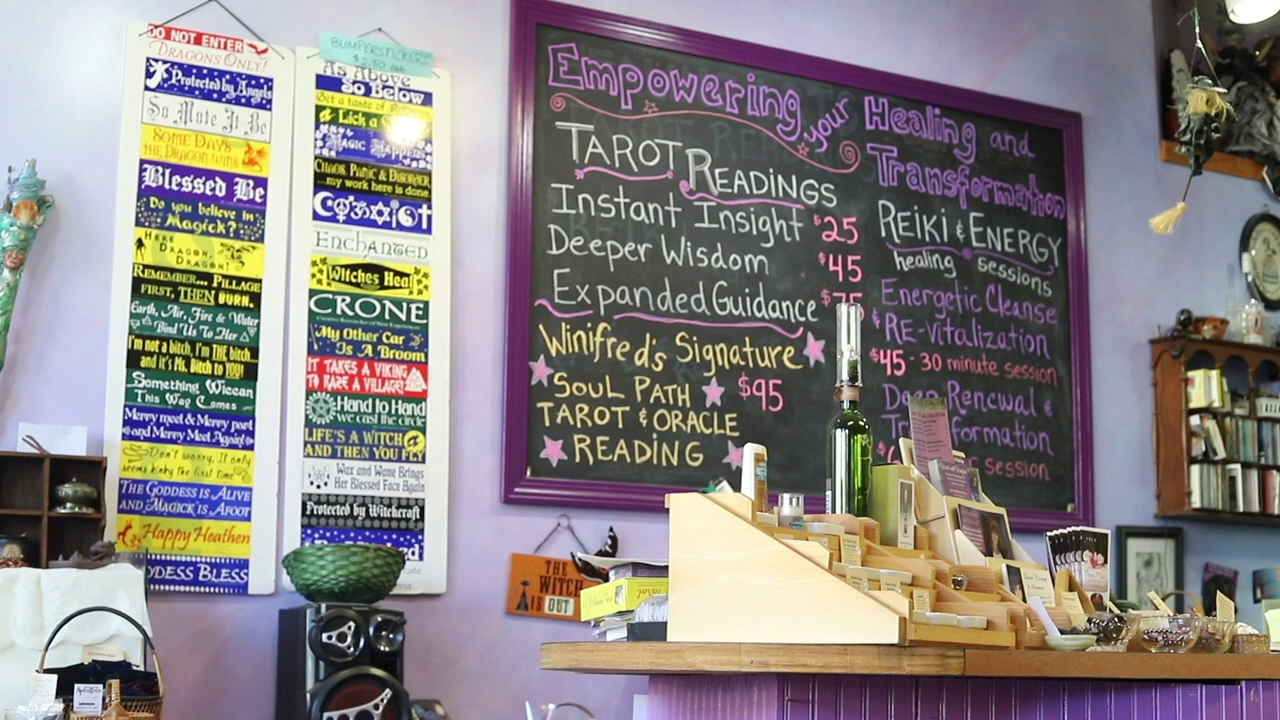 DO NOT ENTER
DRAGONS ONLY!
Protected by Angels
So Mote It Be
SOME DAYS
THE DRAGON WINS
Blessed Be
Do you believe in
Magick?
HERE DRAGON,
DRAGON!
REMEMBER... PILLAGE
FIRST, THEN BURN.
Earth, Air, Fire & Water
Bind Us To Her
I'm not a bitch, I'm THE bitch...
and it's Ms. Bitch to YOU!
Something Wiccan
This Way Comes
Merry meet & Merry part
and Merry Meet Again!
Don't worry. It only
seems kinky the first time
THE GODDESS IS ALIVE
AND MAGICK IS AFOOT
Happy Heathen
DDESS BLESS
BUMPERSTICKERS
$2.50
As Above
So Below
Get a taste of
Lick a
MAGIC HAPPENS
CHAOS, PANIC & DISORDER
...my work here is done.
ENCHANTED
Witches Heal
CRONE
My Other Car
Is A Broom
IT TAKES A VIKING
TO RAZE A VILLAGE!
Hand to Hand
we cast the circle
LIFE'S A WITCH
AND THEN YOU FLY
Wax and Wane Brings
Her Blessed Face Again
Protected by Witchcraft
Empowering your Healing and
Transformation
TAROT READINGS
Instant Insight $25
Deeper Wisdom $45
Expanded Guidance
Winifred's Signature
SOUL PATH $95
TAROT & ORACLE
READING
REIKI & ENERGY
healing sessions
Energetic Cleanse
& RE-vitalization
$45 - 30 minute session
Deep Renewal &
session
THE
WITCH
IS OUT
Tarot